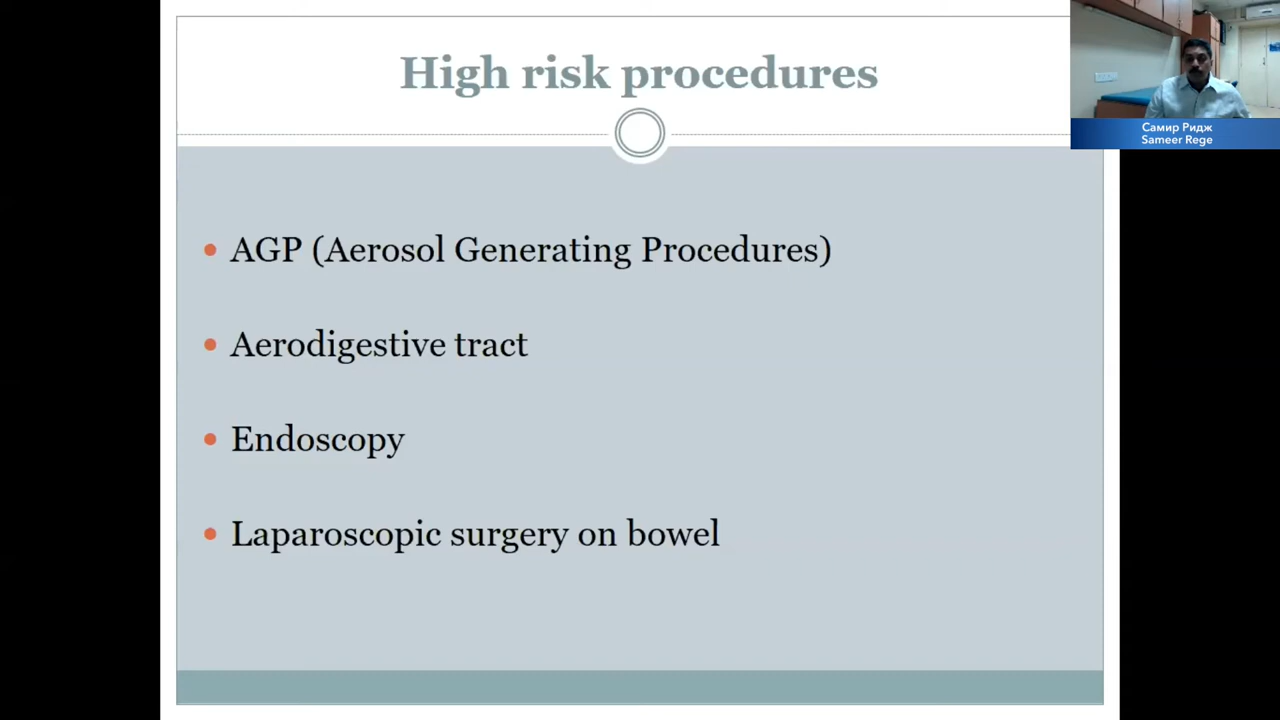 High risk procedures
Самир Ридж
Sameer Rege
AGP (Aerosol Generating Procedures)
Aerodigestive tract
Endoscopy
Laparoscopic surgery on bowel